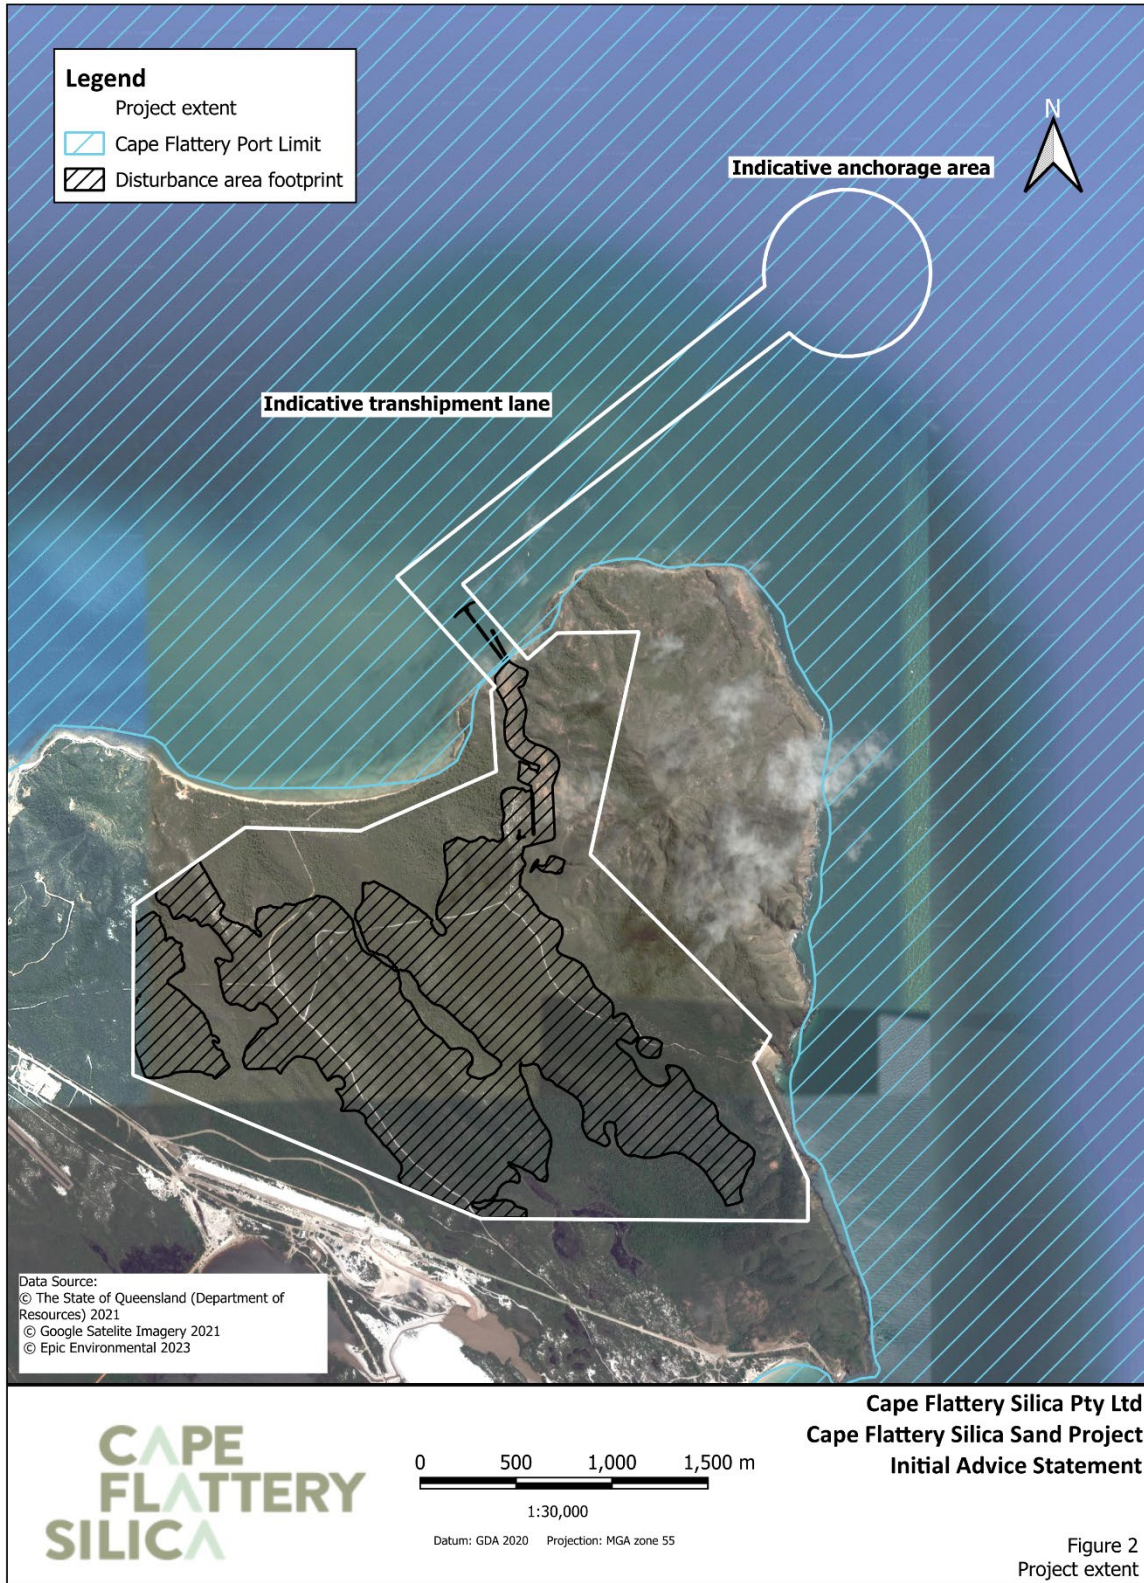 Legend
Project extent
Cape Flattery Port Limit
Disturbance area footprint
N
Indicative anchorage area
Indicative transhipment lane
Data Source:
© The State of Queensland (Department of
Resources) 2021
© Google Satelite Imagery 2021
© Epic Environmental 2023
CAPE
FLATTERY
SILICA
0 500 1,000 1,500 m
1:30,000
Datum: GDA 2020 Projection: MGA zone 55
Cape Flattery Silica Pty Ltd
Cape Flattery Silica Sand Project
Initial Advice Statement
Figure 2
Project extent